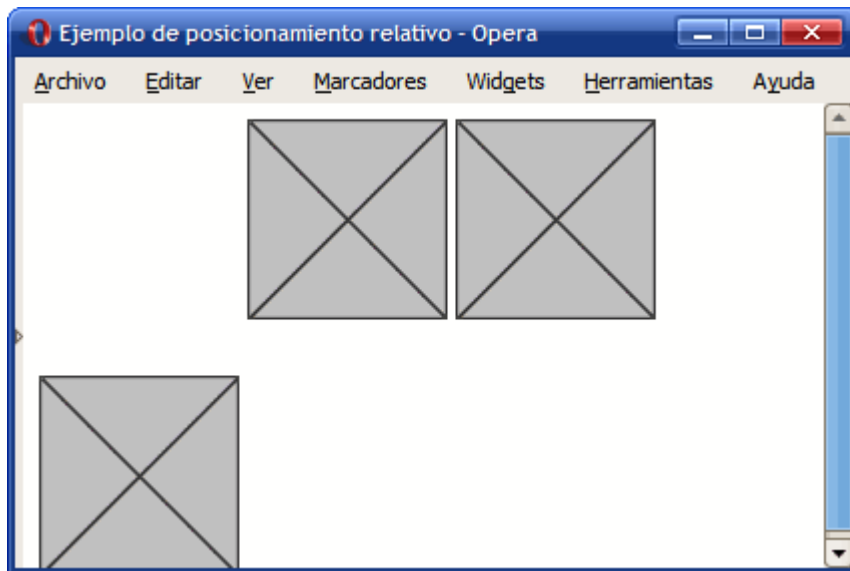 Ejemplo de posicionamiento relativo - Opera
Archivo Editar Ver Marcadores Widgets Herramientas Ayuda